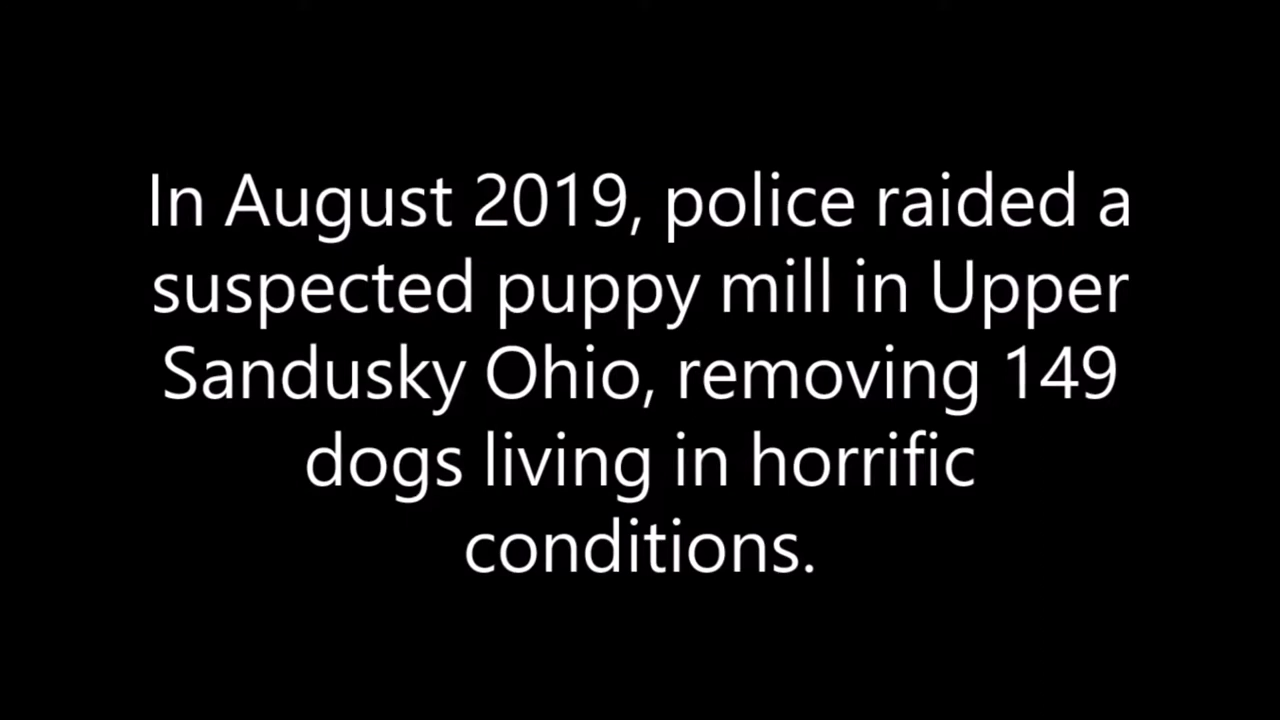 In August 2019, police raided a
suspected puppy mill in Upper
Sandusky Ohio, removing 149
dogs living in horrific
conditions.